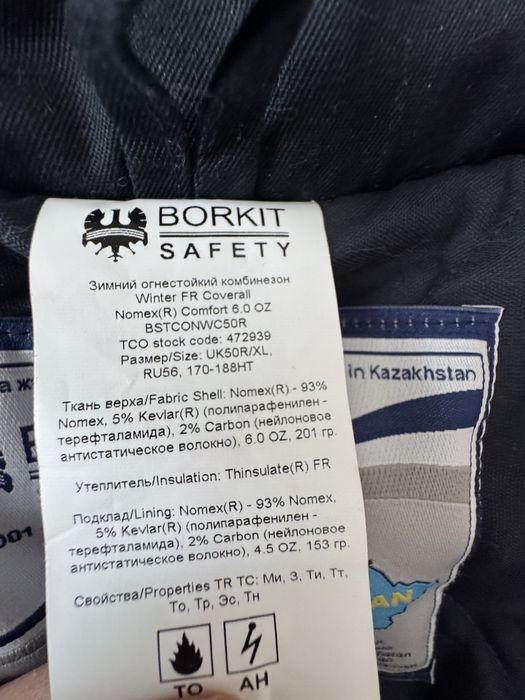 BORKIT
SAFETY
Зимний огнестойкий комбинезон
Winter FR Coverall
Nomex(R) Comfort 6.0 OZ
BSTCONWC50R
TCO stock code: 472939
Размер/Size: UK50R/XL,
RU56, 170-188HT
Ткань верха/Fabric Shell: Nomex(R) - 93%
Nomex, 5% Kevlar(R) (полипарафенилен -
терефталамида), 2% Carbon (нейлоновое
антистатическое волокно), 6.0 OZ, 201 гр.
Утеплитель/Insulation: Thinsulate(R) FR
Подклад/Lining: Nomex(R) - 93% Nomex,
5% Kevlar(R) (полипарафенилен -
терефталамида), 2% Carbon (нейлоновое
антистатическое волокно), 4.5 OZ, 153 гр.
Свойства/Properties TR TC: Ми, З, Ти, Тт,
То, Тр, Эс, Тн
ТО АН
in Kazakhstan
AN